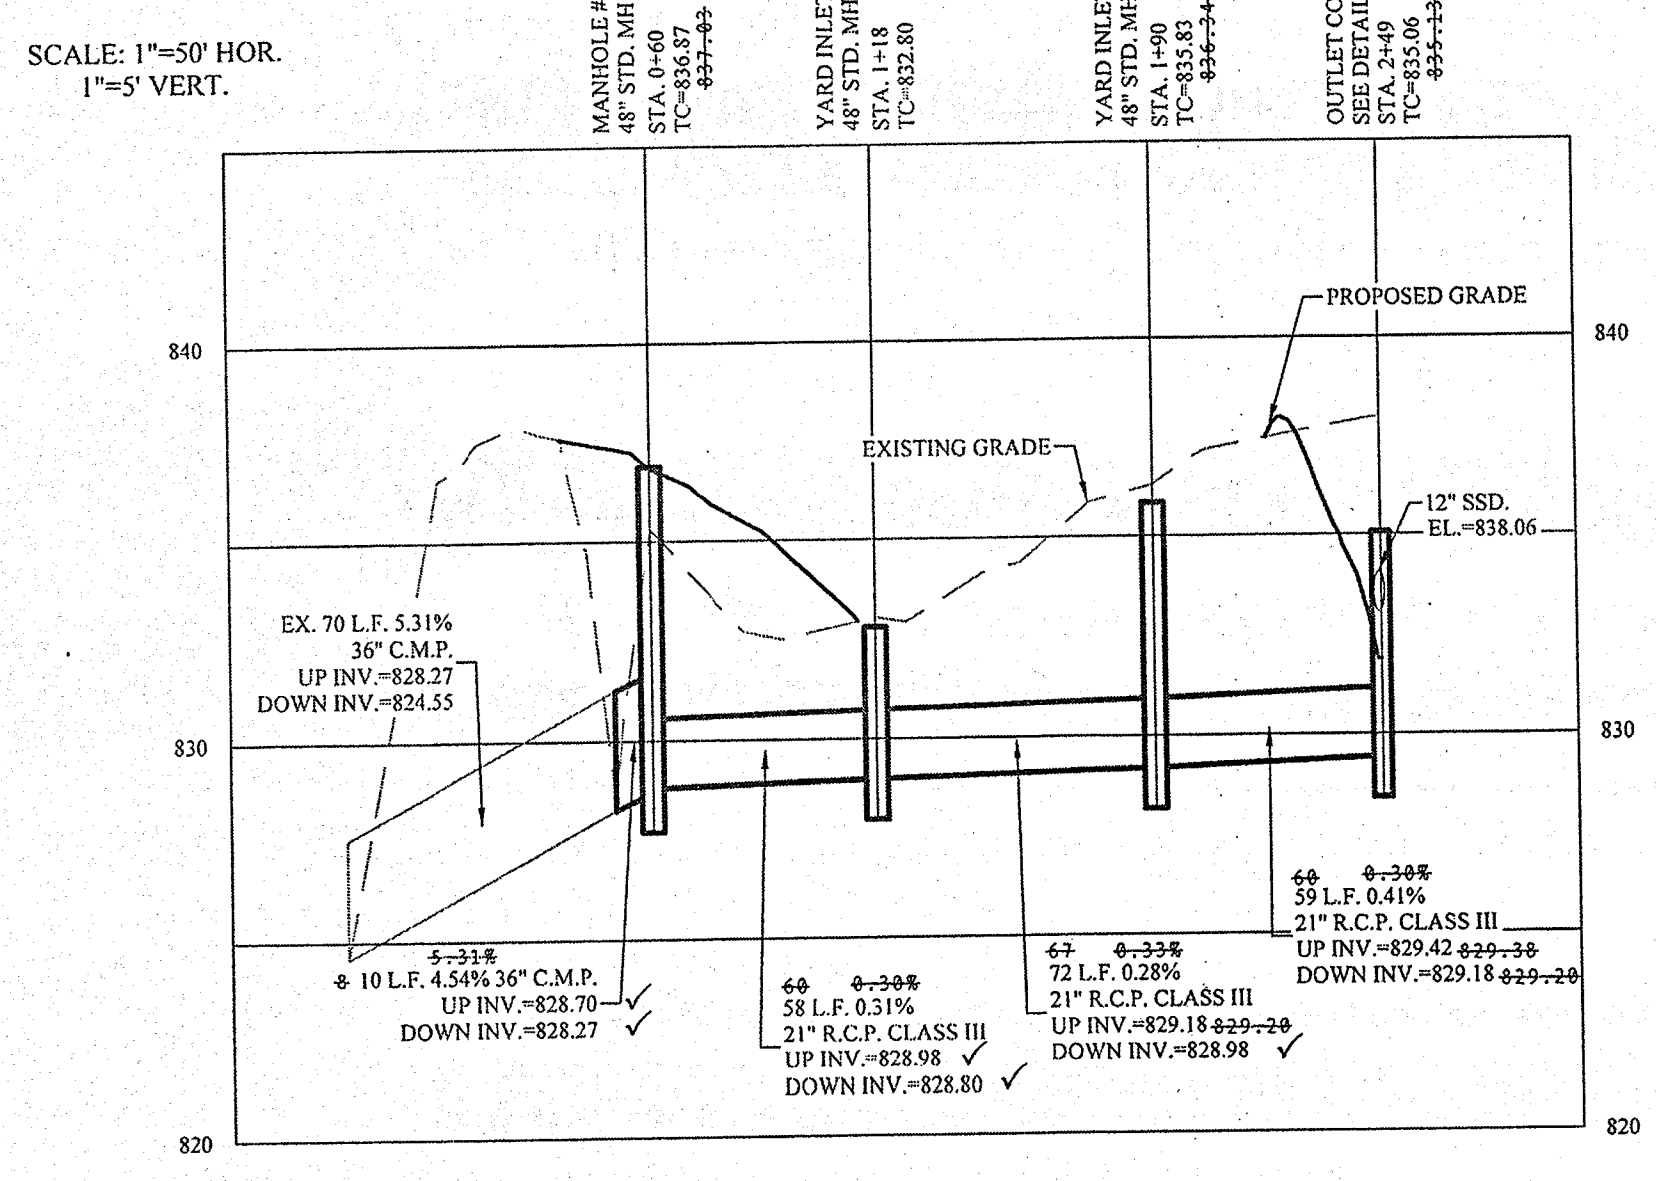 SCALE: 1"=50' HOR.
1"=5' VERT.
MANHOLE #
48" STD. MH
STA. 0+60
TC=836.87
837.03
YARD INLET
48" STD. MH
STA. 1+18
TC=832.80
YARD INLET
48" STD. MH
STA. 1+90
TC=835.83
836.34
OUTLET CO
SEE DETAIL
STA. 2+49
TC=835.06
835.13
840
840
PROPOSED GRADE
EXISTING GRADE
12" SSD.
EL.=838.06
EX. 70 L.F. 5.31%
36" C.M.P.
UP INV.=828.27
DOWN INV.=824.55
830
830
5.31%
8 10 L.F. 4.54% 36" C.M.P.
UP INV.=828.70 ✓
DOWN INV.=828.27 ✓
60 0.30%
58 L.F. 0.31%
21" R.C.P. CLASS III
UP INV.=828.98 ✓
DOWN INV.=828.80 ✓
67 0.33%
72 L.F. 0.28%
21" R.C.P. CLASS III
UP INV.=829.18 829.20
DOWN INV.=828.98 ✓
60 0.30%
59 L.F. 0.41%
21" R.C.P. CLASS III
UP INV.=829.42 829.38
DOWN INV.=829.18 829.20
820
820